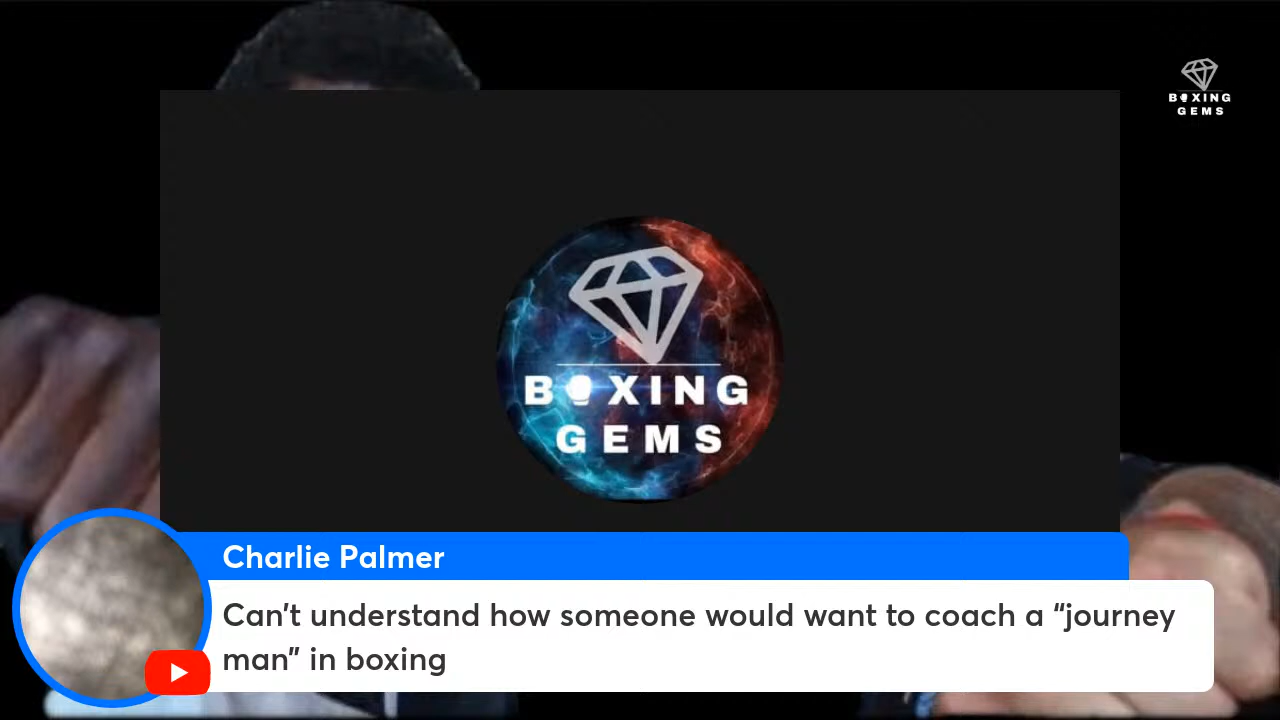 BOXING
GEMS
BOXING
GEMS
Charlie Palmer
Can't understand how someone would want to coach a “journey
man” in boxing